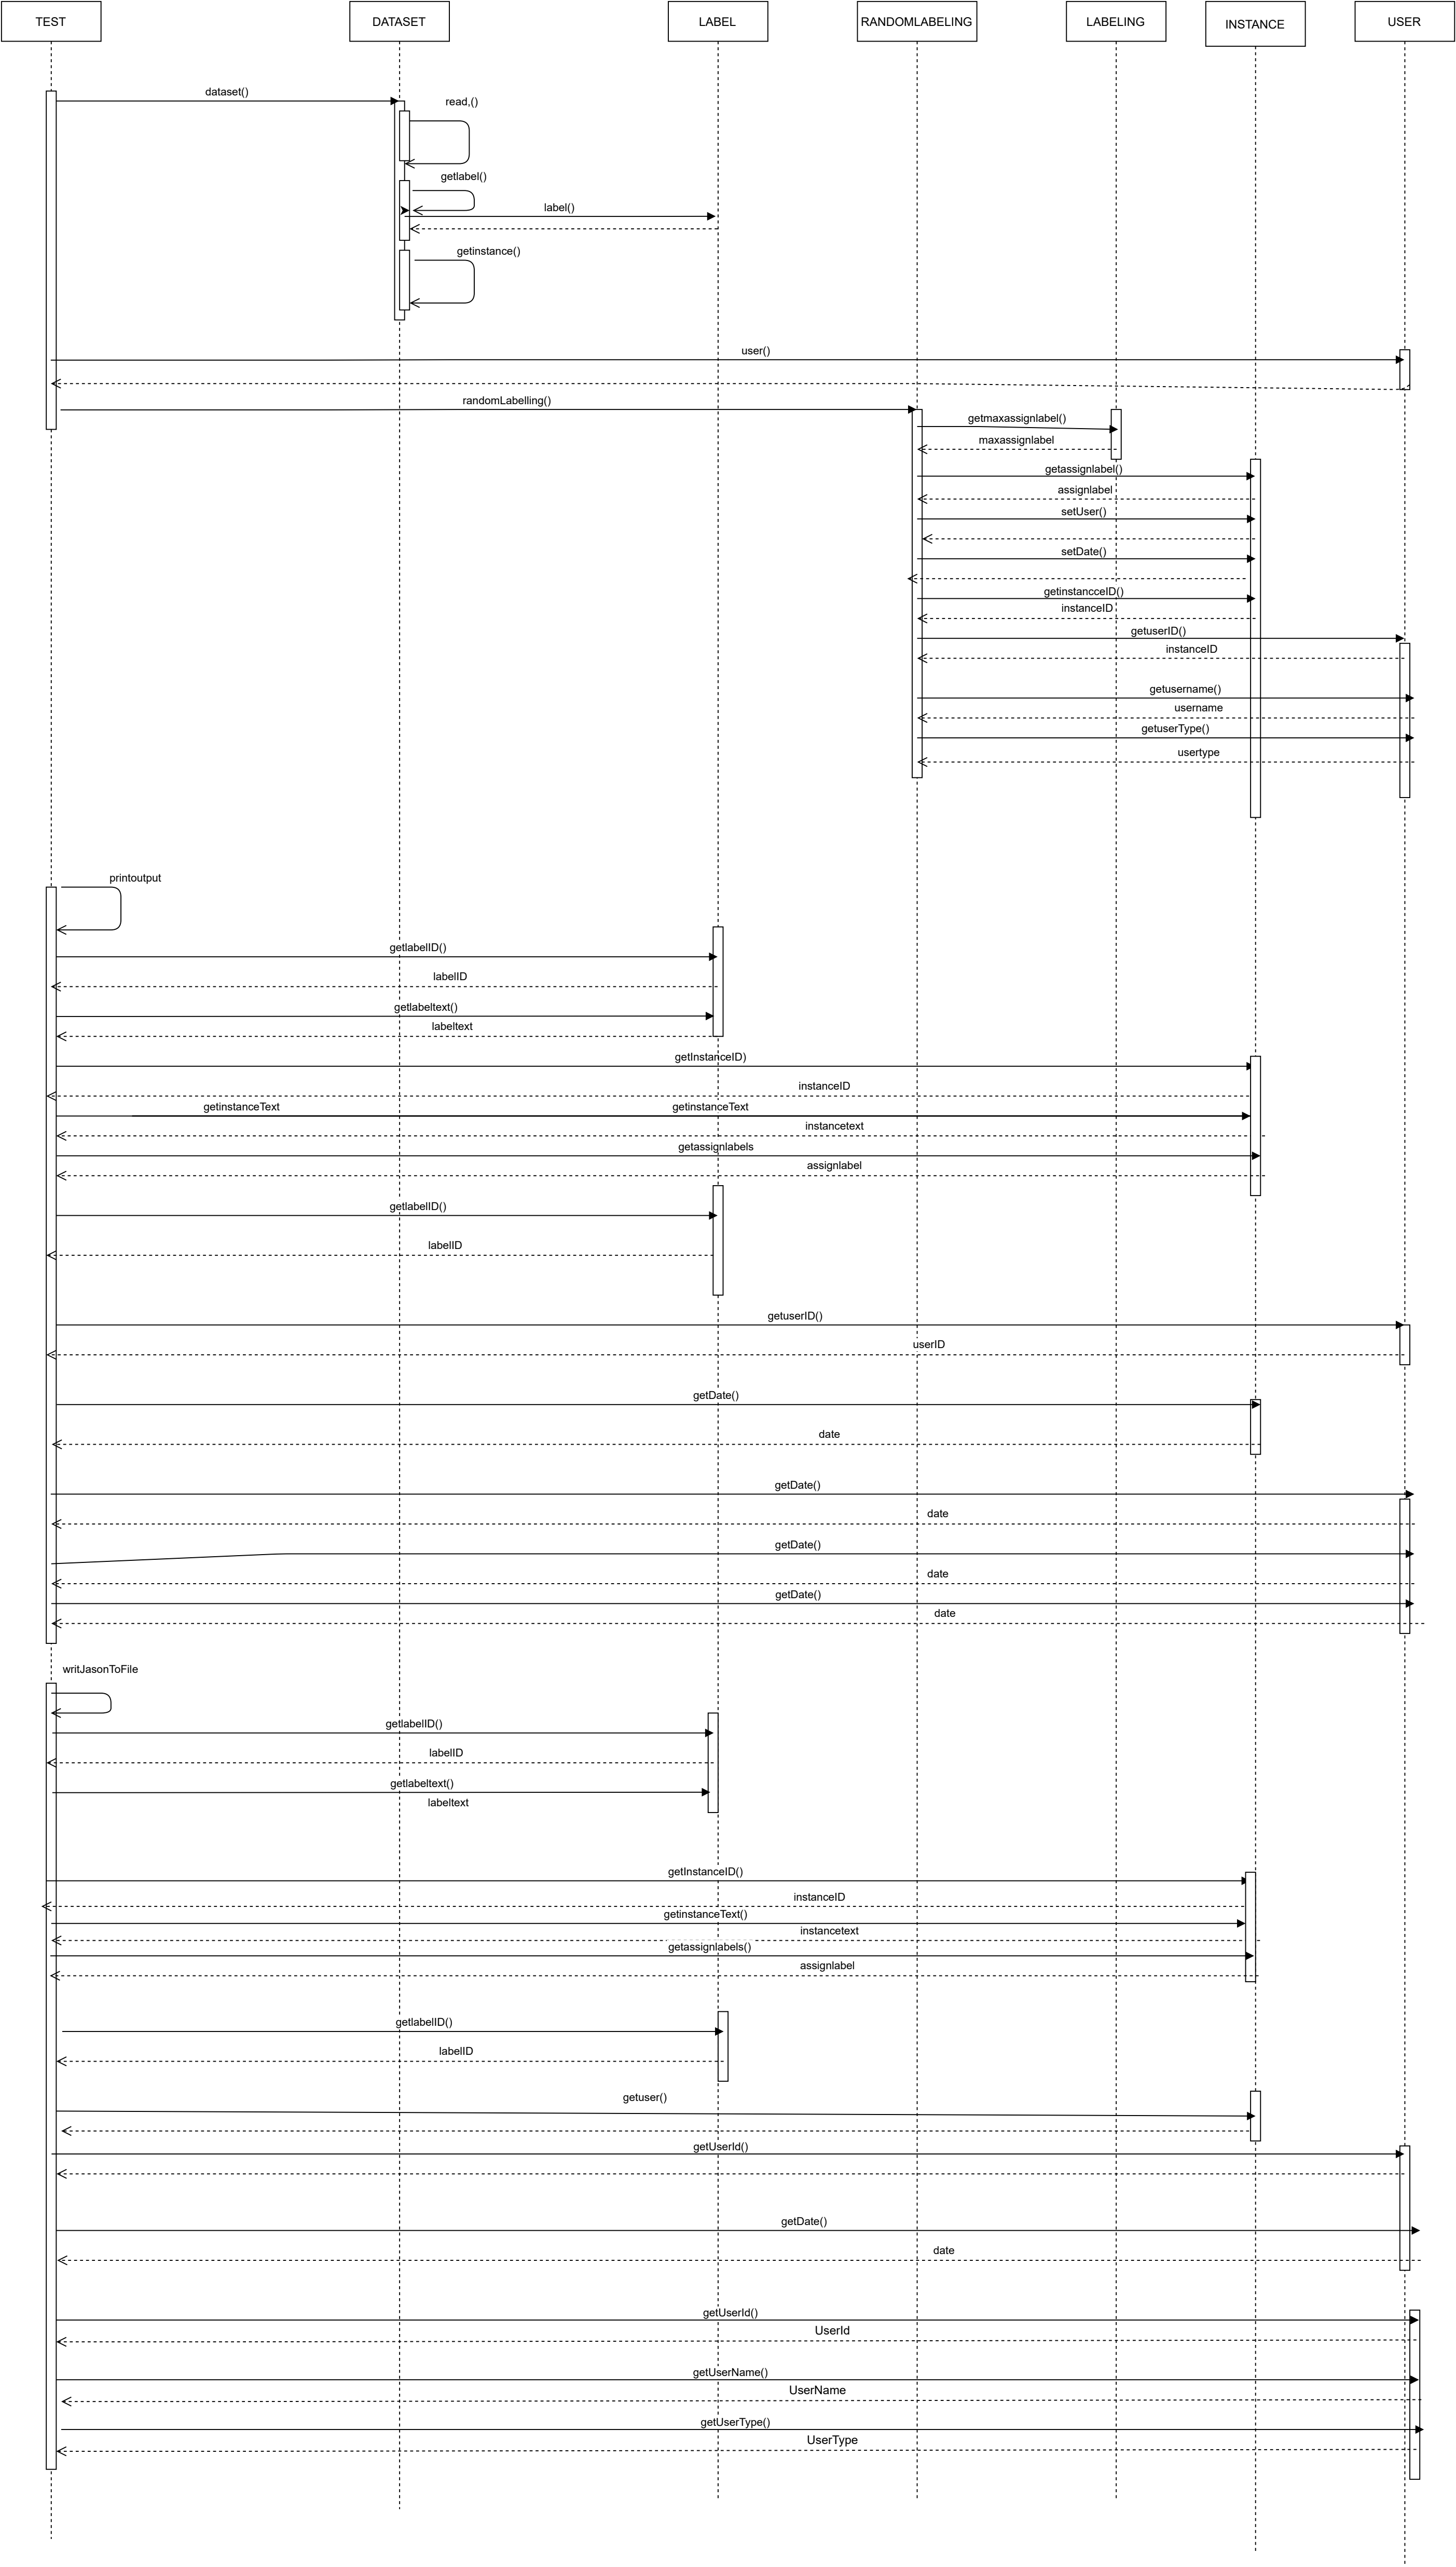 TEST
DATASET
LABEL
RANDOMLABELING
LABELING
INSTANCE
USER
dataset()
read,()
getlabel()
label()
getinstance()
user()
randomLabelling()
getmaxassignlabel()
maxassignlabel
getassignlabel()
assignlabel
setUser()
setDate()
getinstancceID()
instanceID
getuserID()
instanceID
getusername()
username
getuserType()
usertype
printoutput
getlabelID()
labelID
getlabeltext()
labeltext
getInstanceID)
instanceID
getinstanceText
getinstanceText
instancetext
getassignlabels
assignlabel
getlabelID()
labelID
getuserID()
userID
getDate()
date
getDate()
date
getDate()
date
getDate()
date
writJasonToFile
getlabelID()
labelID
getlabeltext()
labeltext
getInstanceID()
instanceID
getinstanceText()
instancetext
getassignlabels()
assignlabel
getlabelID()
labelID
getuser()
getUserId()
getDate()
date
getUserId()
UserId
getUserName()
UserName
getUserType()
UserType